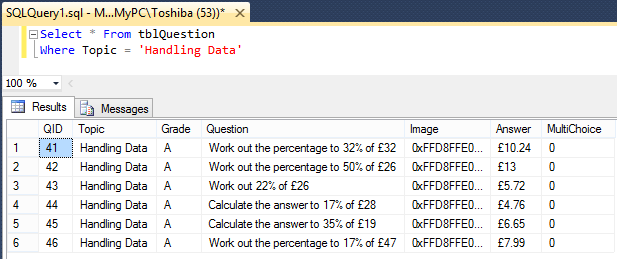 SQLQuery1.sql - M...MyPC\Toshiba (53))*
Select * From tblQuestion
Where Topic = 'Handling Data'
100 %
Results Messages
QID Topic Grade Question Image Answer MultiChoice
1 41 Handling Data A Work out the percentage to 32% of £32 0xFFD8FFE0... £10.24 0
2 42 Handling Data A Work out the percentage to 50% of £26 0xFFD8FFE0... £13 0
3 43 Handling Data A Work out 22% of £26 0xFFD8FFE0... £5.72 0
4 44 Handling Data A Calculate the answer to 17% of £28 0xFFD8FFE0... £4.76 0
5 45 Handling Data A Calculate the answer to 35% of £19 0xFFD8FFE0... £6.65 0
6 46 Handling Data A Work out the percentage to 17% of £47 0xFFD8FFE0... £7.99 0